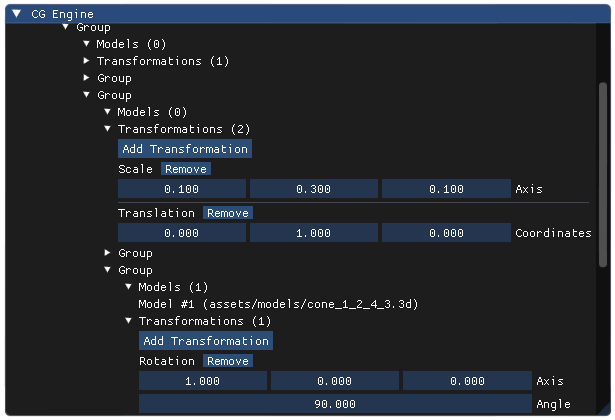 CG Engine
Group
Models (0)
Transformations (1)
Group
Group
Models (0)
Transformations (2)
Add Transformation
Scale Remove
0.100 0.300 0.100 Axis
Translation Remove
0.000 1.000 0.000 Coordinates
Group
Group
Models (1)
Model #1 (assets/models/cone_1_2_4_3.3d)
Transformations (1)
Add Transformation
Rotation Remove
1.000 0.000 0.000 Axis
90.000 Angle